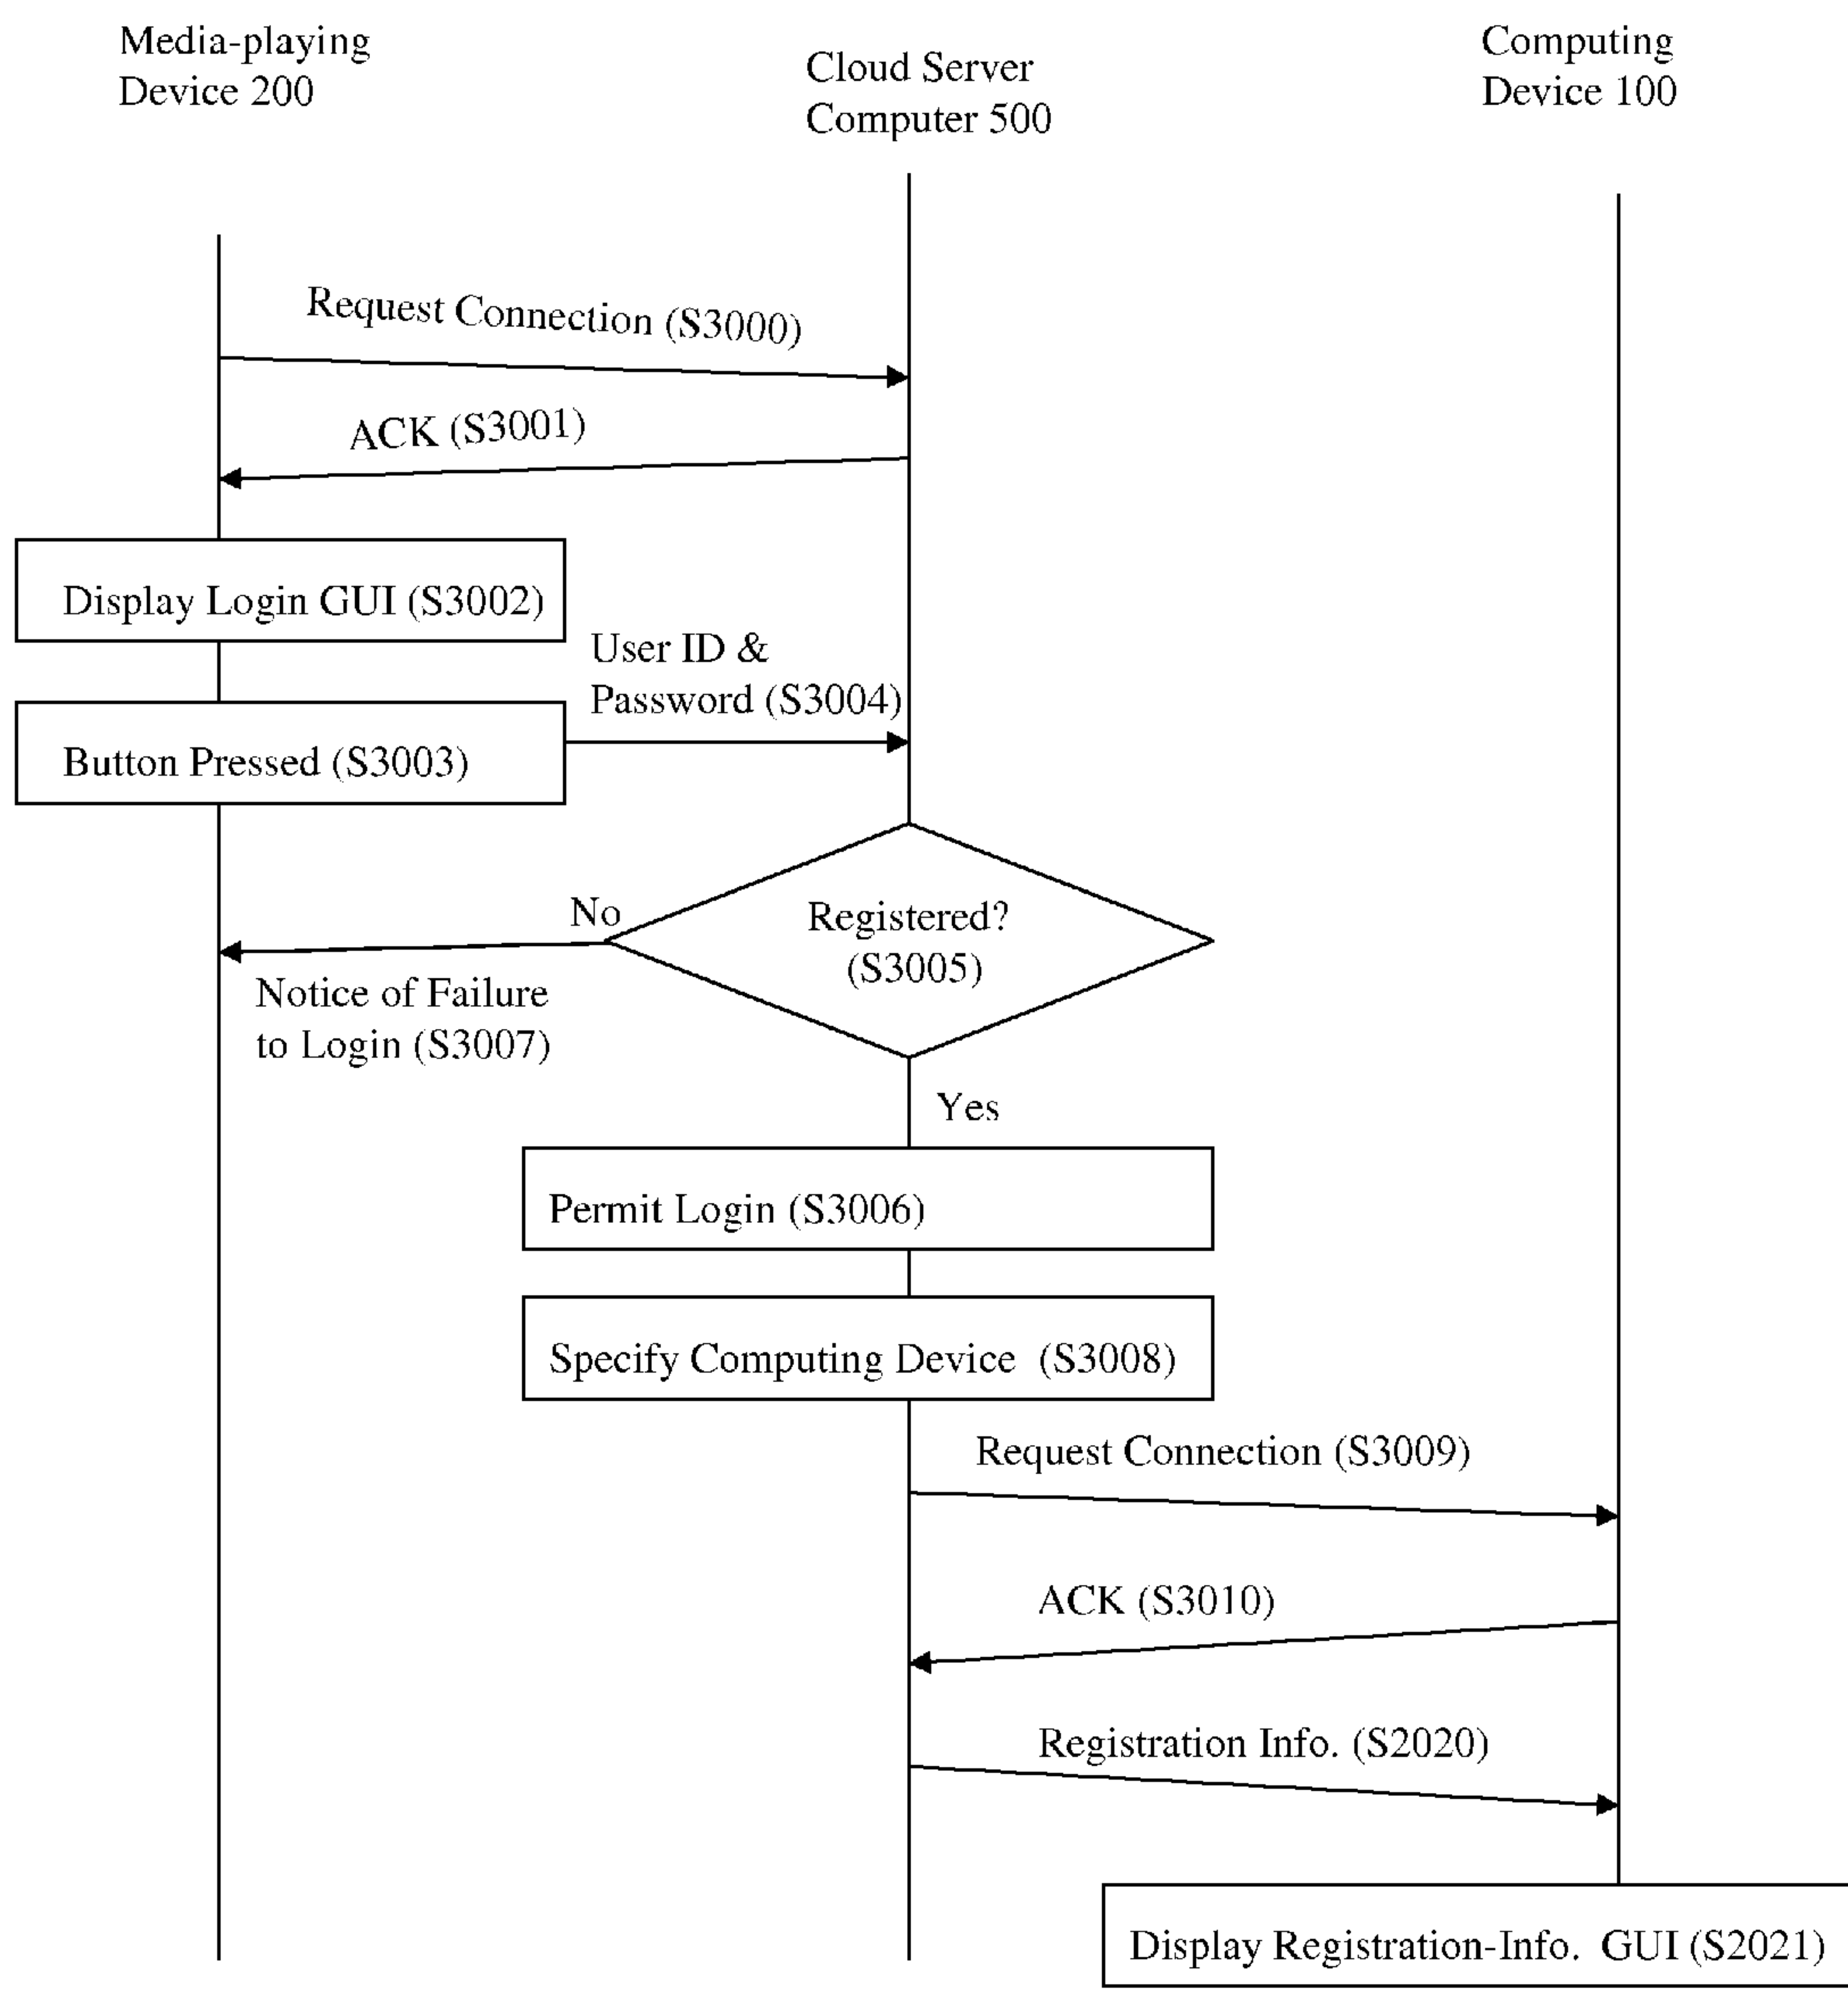 Media-playing
Device 200
Cloud Server
Computer 500
Computing
Device 100
Request Connection (S3000)
ACK (S3001)
Display Login GUI (S3002)
User ID &
Password (S3004)
Button Pressed (S3003)
No
Registered?
(S3005)
Notice of Failure
to Login (S3007)
Yes
Permit Login (S3006)
Specify Computing Device (S3008)
Request Connection (S3009)
ACK (S3010)
Registration Info. (S2020)
Display Registration-Info. GUI (S2021)